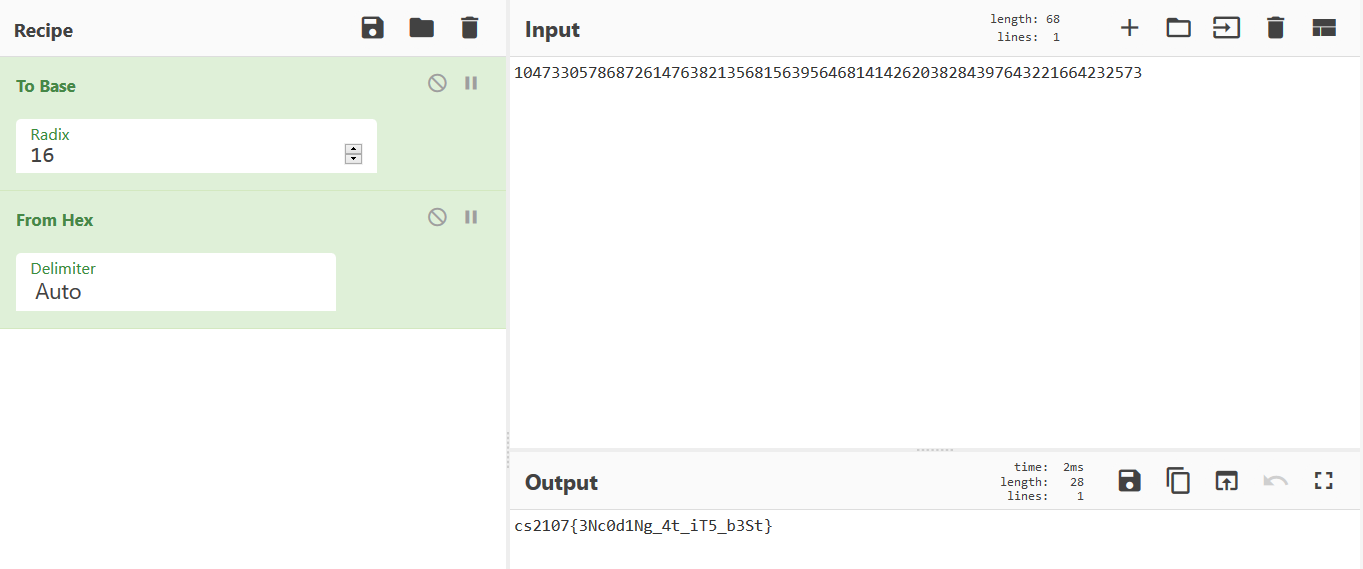 Recipe
To Base
Radix
16
From Hex
Delimiter
Auto
Input
length: 68
lines: 1
10473305786872614763821356815639564681414262038284397643221664232573
Output
time: 2ms
length: 28
lines: 1
cs2107{3Nc0d1Ng_4t_iT5_b3St}